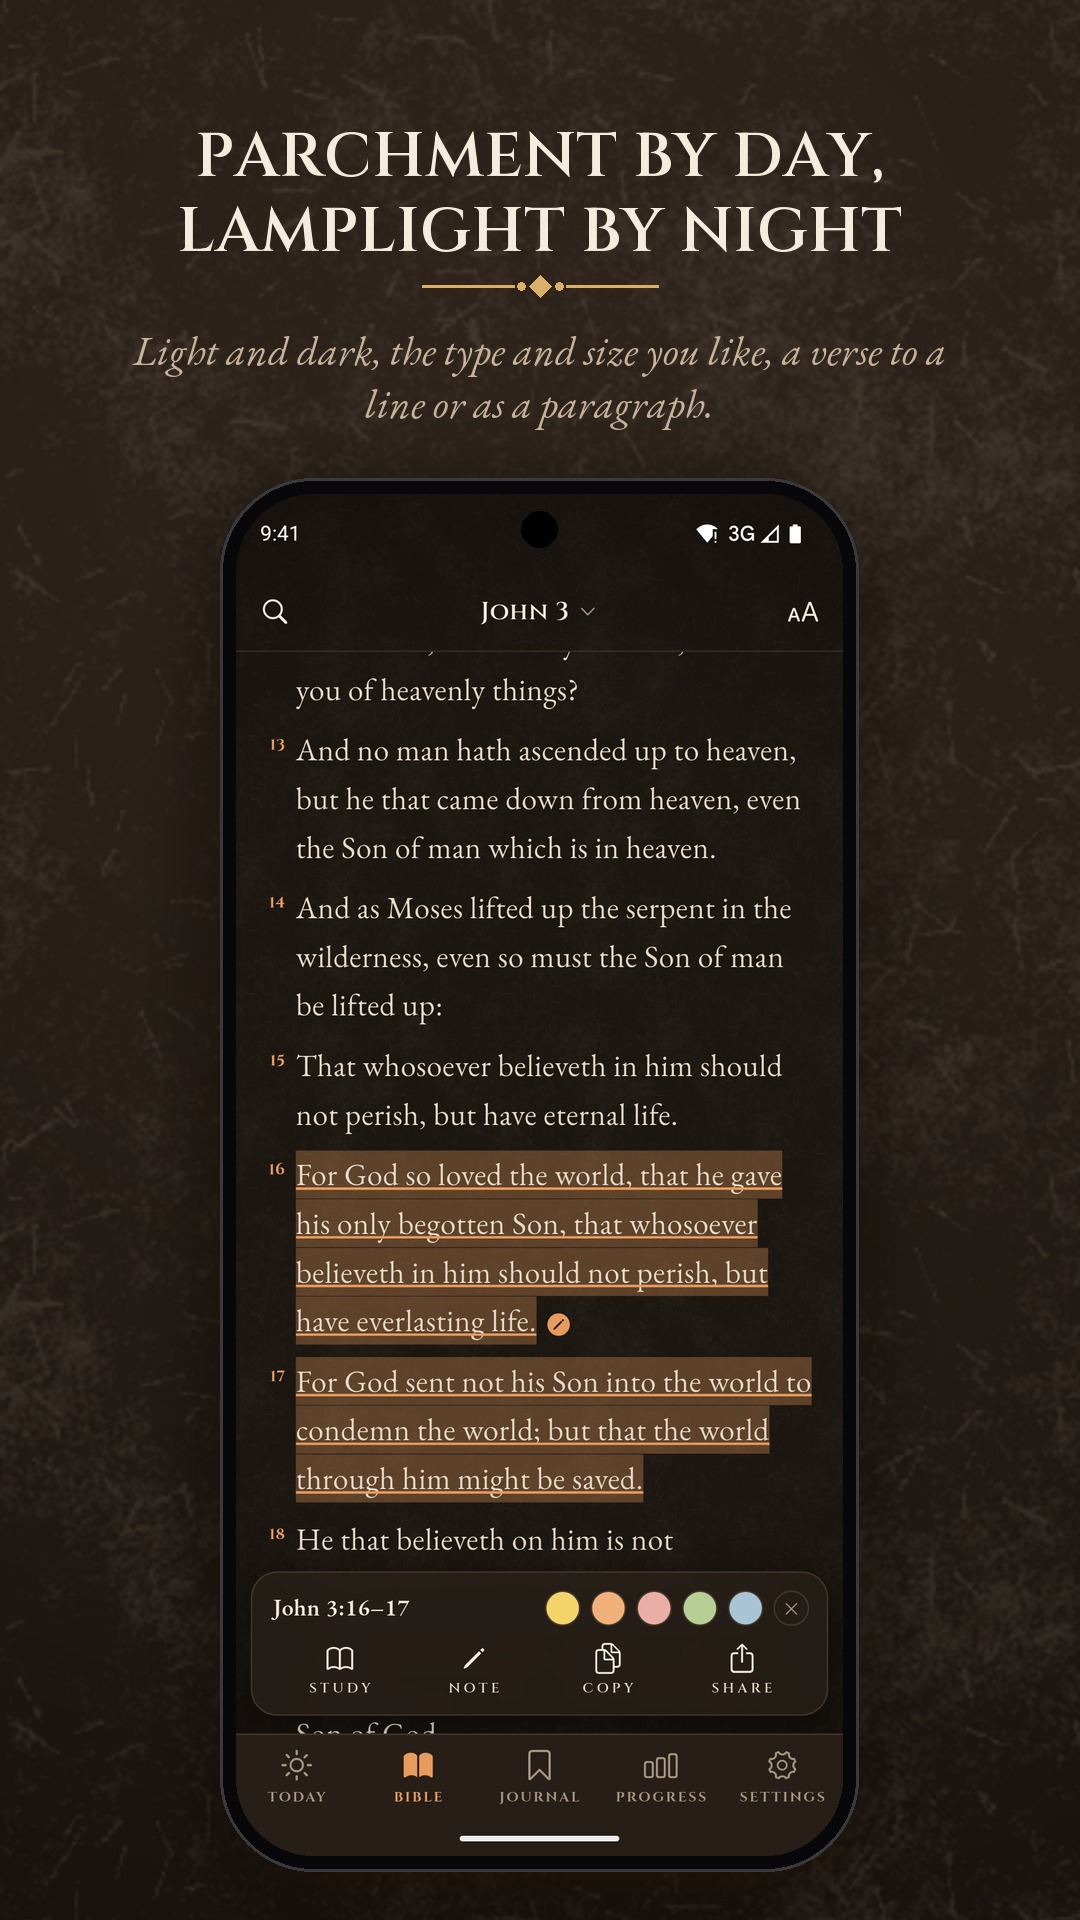 PARCHMENT BY DAY,
LAMPLIGHT BY NIGHT
Light and dark, the type and size you like, a verse to a
line or as a paragraph.
9:41
3G
JOHN 3
AA
you of heavenly things?
13 And no man hath ascended up to heaven,
but he that came down from heaven, even
the Son of man which is in heaven.
14 And as Moses lifted up the serpent in the
wilderness, even so must the Son of man
be lifted up:
15 That whosoever believeth in him should
not perish, but have eternal life.
16 For God so loved the world, that he gave
his only begotten Son, that whosoever
believeth in him should not perish, but
have everlasting life.
17 For God sent not his Son into the world to
condemn the world; but that the world
through him might be saved.
18 He that believeth on him is not
John 3:16–17
STUDY NOTE COPY SHARE
Son of God
TODAY BIBLE JOURNAL PROGRESS SETTINGS